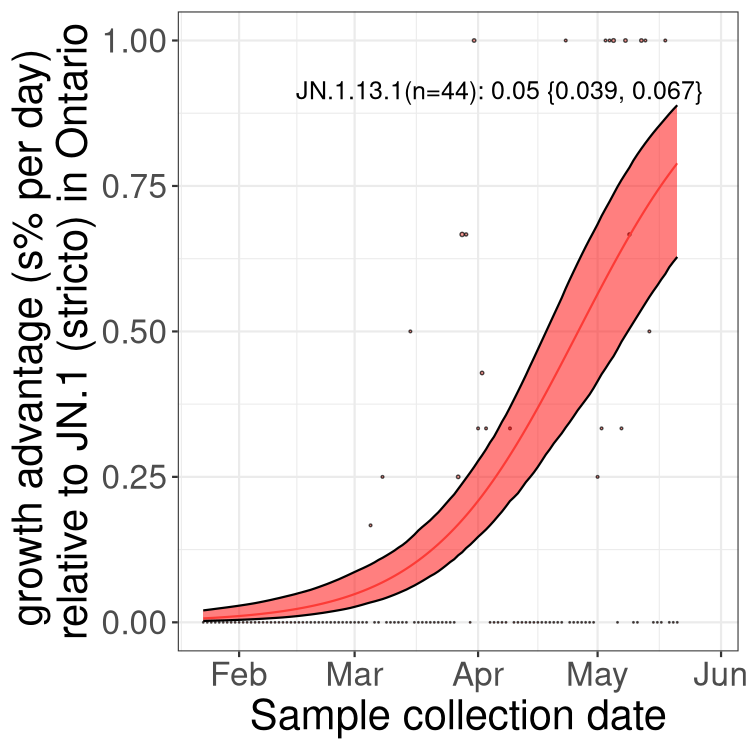 growth advantage (s% per day)
relative to JN.1 (stricto) in Ontario
1.00
0.75
0.50
0.25
0.00
JN.1.13.1(n=44): 0.05 {0.039, 0.067}
Feb Mar Apr May Jun
Sample collection date